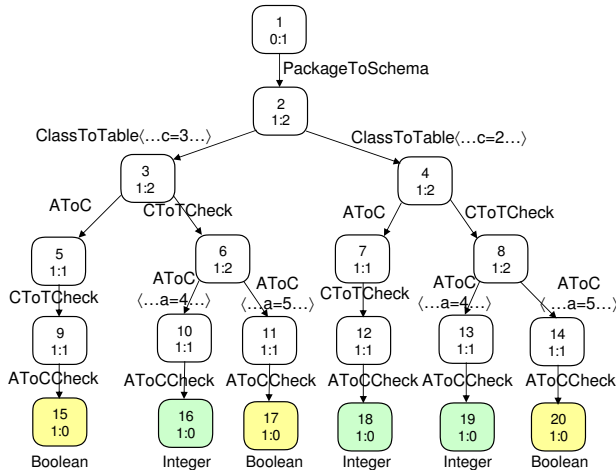 1
0:1
PackageToSchema
2
1:2
ClassToTable⟨...c=3...⟩
ClassToTable⟨...c=2...⟩
3
1:2
4
1:2
AToC
CToTCheck
AToC
CToTCheck
5
1:1
6
1:2
7
1:1
8
1:2
CToTCheck
AToC
⟨...a=4...⟩
AToC
⟨...a=5...⟩
CToTCheck
AToC
⟨...a=4...⟩
AToC
⟨...a=5...⟩
9
1:1
10
1:1
11
1:1
12
1:1
13
1:1
14
1:1
AToCCheck
AToCCheck
AToCCheck
AToCCheck
AToCCheck
AToCCheck
15
1:0
16
1:0
17
1:0
18
1:0
19
1:0
20
1:0
Boolean
Integer
Boolean
Integer
Integer
Boolean